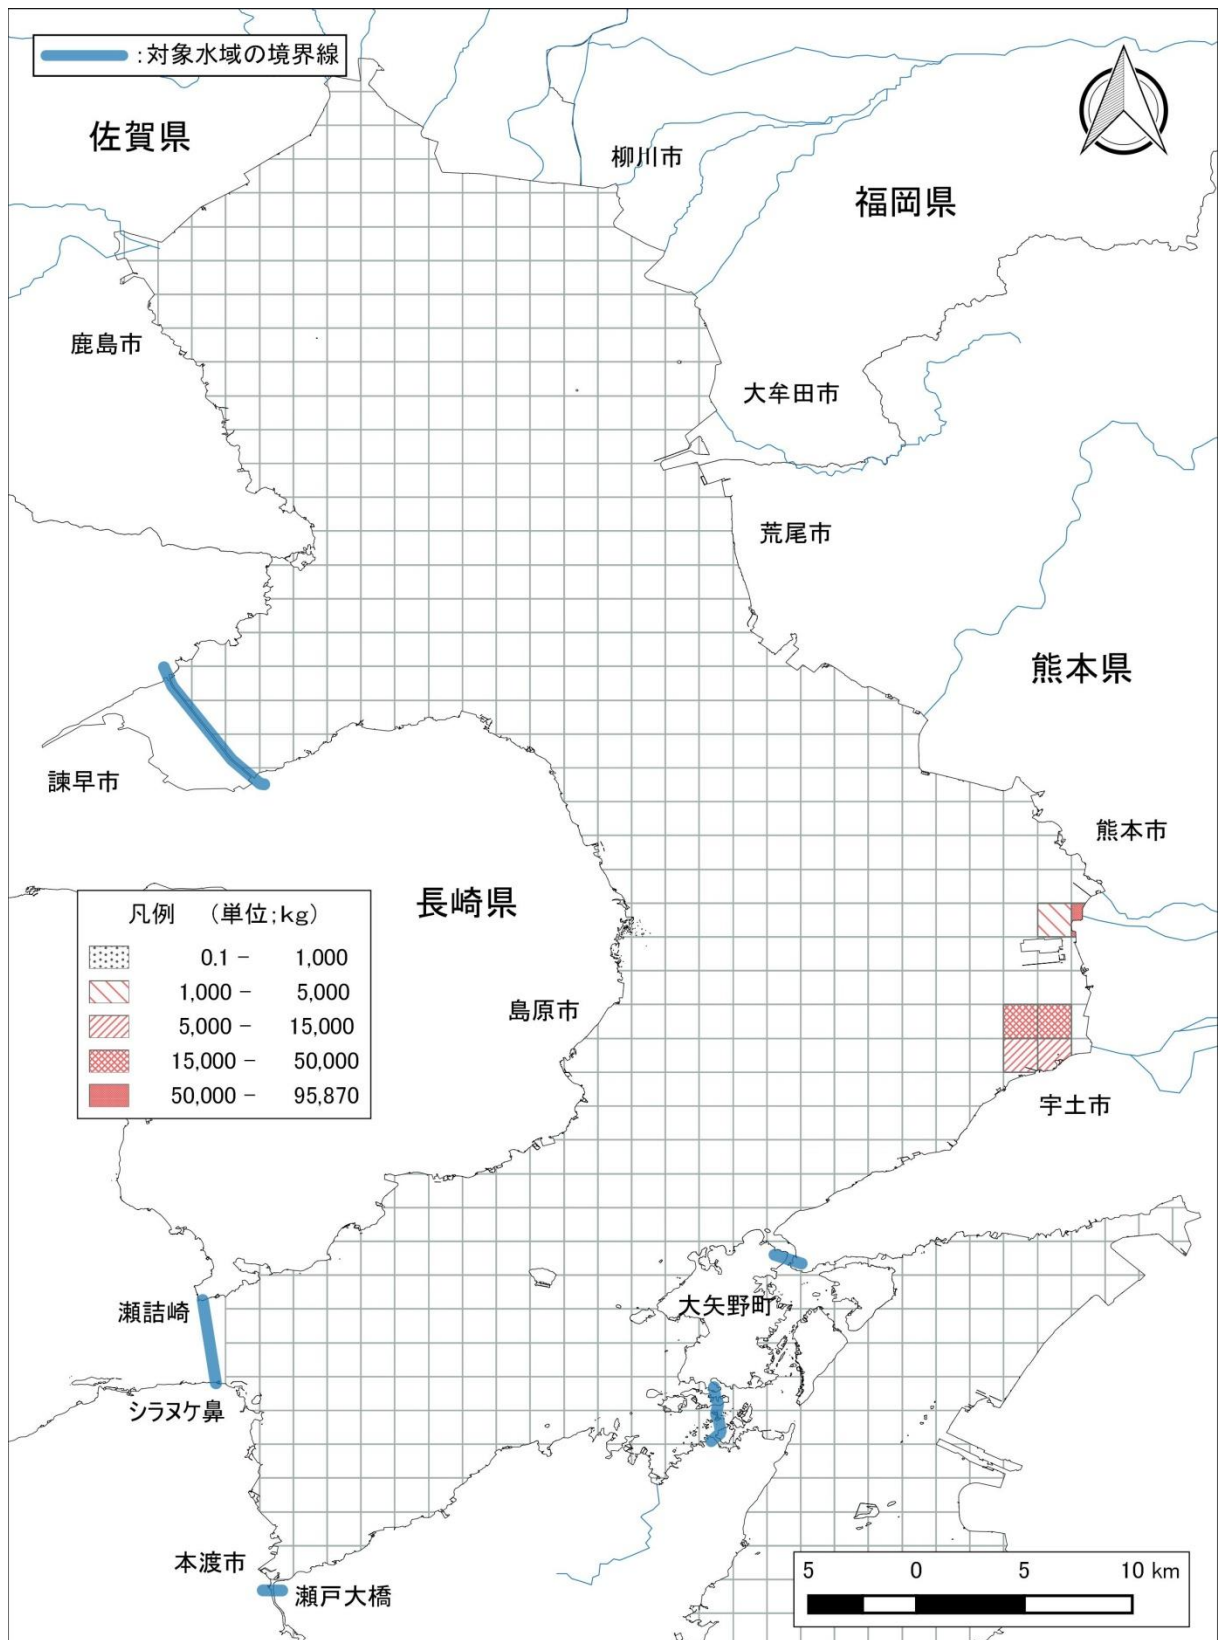 :対象水域の境界線
佐賀県
柳川市
福岡県
鹿島市
大牟田市
荒尾市
熊本県
諫早市
熊本市
長崎県
凡例 (単位;kg)
0.1 - 1,000
1,000 - 5,000
5,000 - 15,000
15,000 - 50,000
50,000 - 95,870
島原市
宇土市
大矢野町
瀬詰崎
シラヌケ鼻
本渡市
瀬戸大橋
5 0 5 10 km